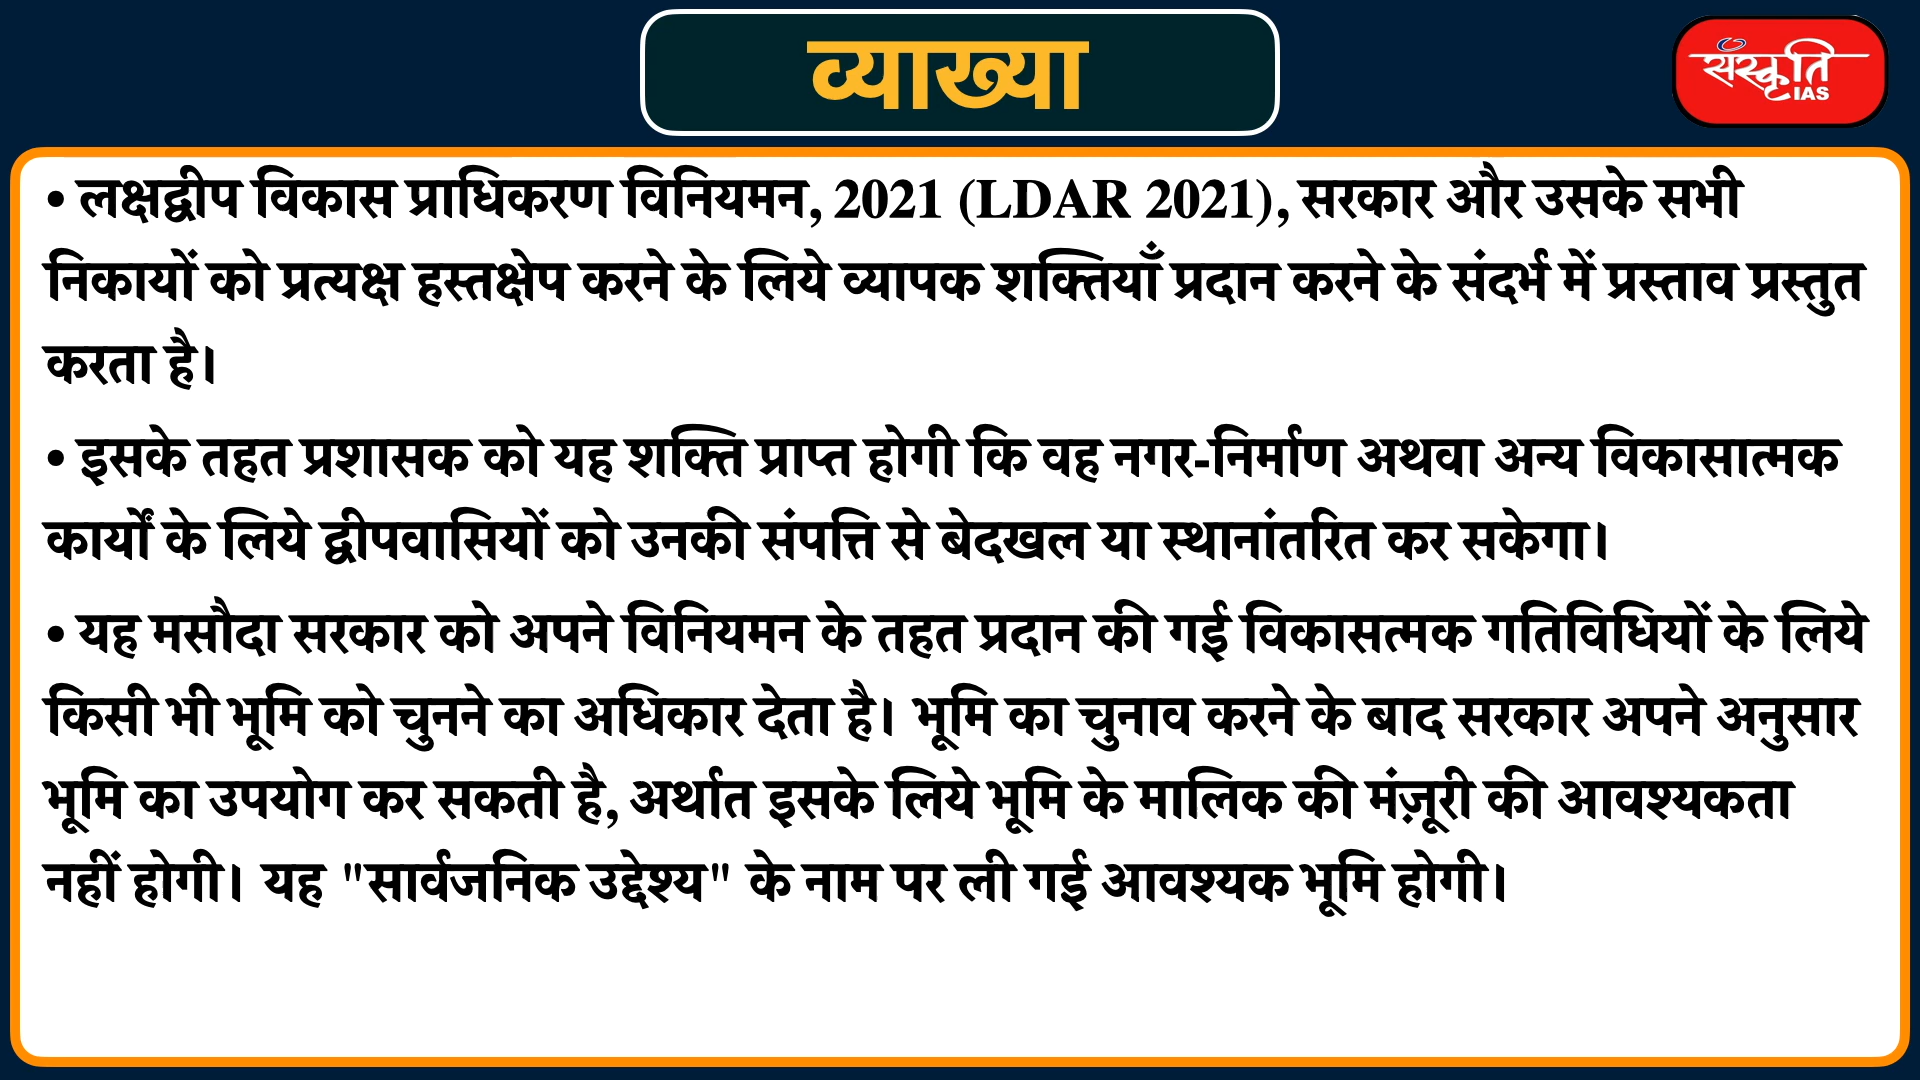 व्याख्या
संस्कृति
IAS
• लक्षद्वीप विकास प्राधिकरण विनियमन, 2021 (LDAR 2021), सरकार और उसके सभी
निकायों को प्रत्यक्ष हस्तक्षेप करने के लिये व्यापक शक्तियाँ प्रदान करने के संदर्भ में प्रस्ताव प्रस्तुत
करता है।
• इसके तहत प्रशासक को यह शक्ति प्राप्त होगी कि वह नगर-निर्माण अथवा अन्य विकासात्मक
कार्यों के लिये द्वीपवासियों को उनकी संपत्ति से बेदखल या स्थानांतरित कर सकेगा।
• यह मसौदा सरकार को अपने विनियमन के तहत प्रदान की गई विकासत्मक गतिविधियों के लिये
किसी भी भूमि को चुनने का अधिकार देता है। भूमि का चुनाव करने के बाद सरकार अपने अनुसार
भूमि का उपयोग कर सकती है, अर्थात इसके लिये भूमि के मालिक की मंज़ूरी की आवश्यकता
नहीं होगी। यह "सार्वजनिक उद्देश्य" के नाम पर ली गई आवश्यक भूमि होगी।